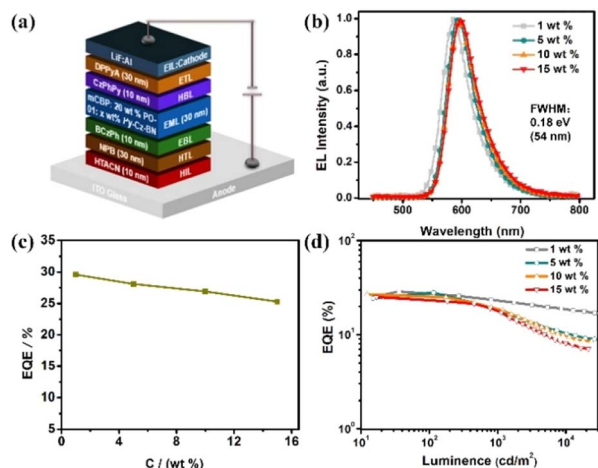 (a)
LiF:Al EIL:Cathode
DPPyA (30 nm) ETL
CzPhPy (10 nm) HBL
mCBP: 20 wt % PO-
01: x wt% Py-Cz-BN EML (30 nm)
BCzPh (10 nm) EBL
NPB (30 nm) HTL
HTACN (10 nm) HIL
ITO Glass Anode
(b)
EL Intensity (a.u.)
1.0
0.8
0.6
0.4
0.2
0.0
1 wt %
5 wt %
10 wt %
15 wt %
FWHM:
0.18 eV
(54 nm)
500 600 700 800
Wavelength (nm)
(c)
EQE / %
35
30
25
20
15
10
5
0 4 8 12 16
C / (wt %)
(d)
EQE (%)
10²
10¹
10⁰
1 wt %
5 wt %
10 wt %
15 wt %
10¹ 10² 10³ 10⁴
Luminence (cd/m²)